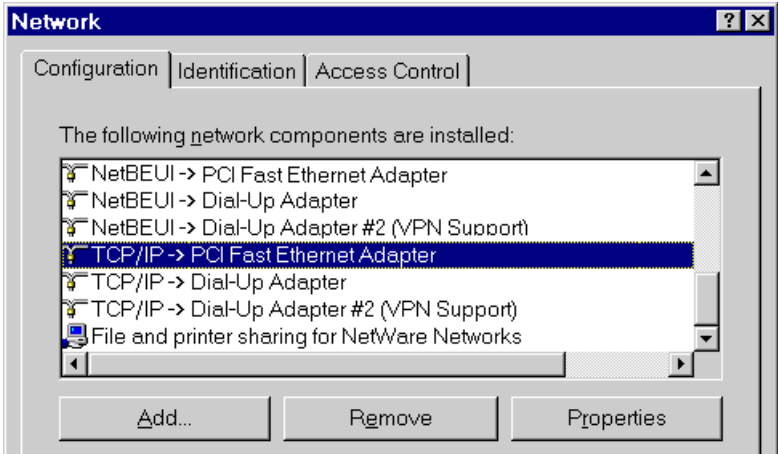 Network
Configuration Identification Access Control
The following network components are installed:
NetBEUI -> PCI Fast Ethernet Adapter
NetBEUI -> Dial-Up Adapter
NetBEUI -> Dial-Up Adapter #2 (VPN Support)
TCP/IP -> PCI Fast Ethernet Adapter
TCP/IP -> Dial-Up Adapter
TCP/IP -> Dial-Up Adapter #2 (VPN Support)
File and printer sharing for NetWare Networks
Add... Remove Properties